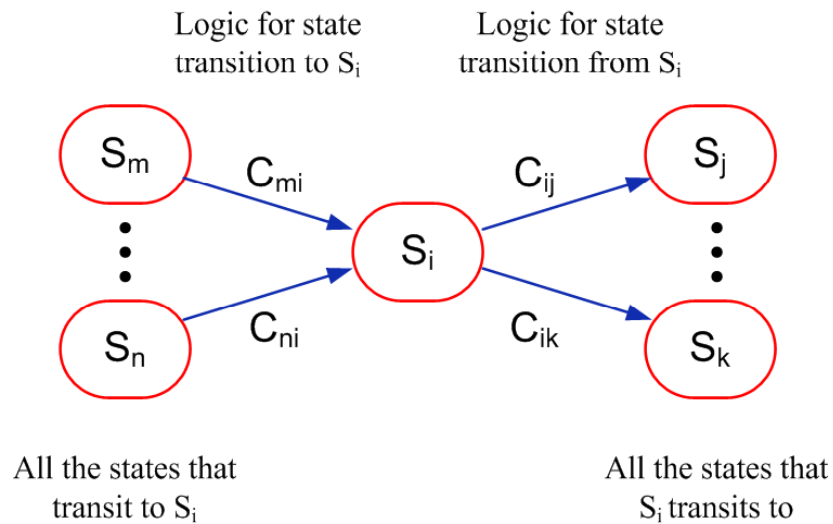 Logic for state
transition to Sᵢ
Logic for state
transition from Sᵢ
Sₘ
Cₘᵢ
Cᵢⱼ
Sⱼ
Sᵢ
Sₙ
Cₙᵢ
Cᵢₖ
Sₖ
All the states that
transit to Sᵢ
All the states that
Sᵢ transits to